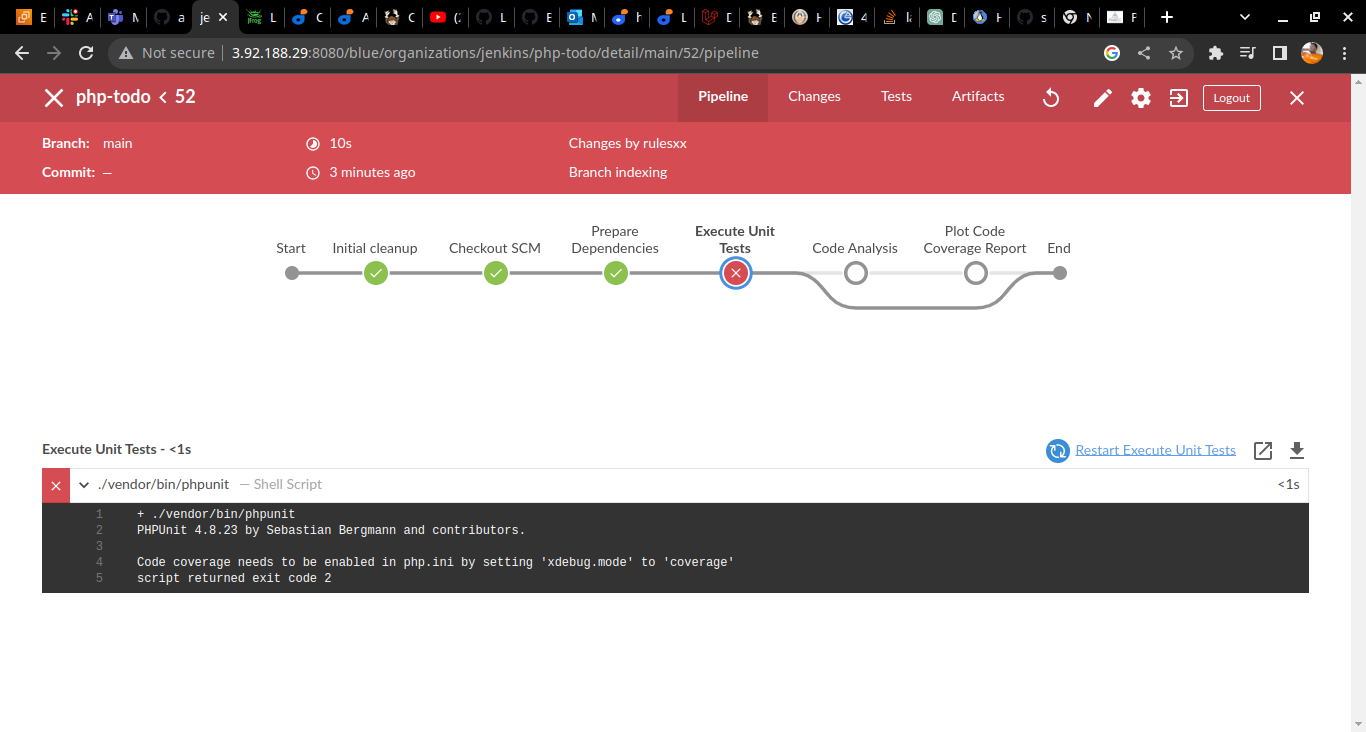 E
A
M
a
je
L
C
A
C
(2
L
E
M
h
L
D
E
H
4
la
D
H
s
N
F
Not secure
3.92.188.29:8080/blue/organizations/jenkins/php-todo/detail/main/52/pipeline
php-todo < 52
Pipeline
Changes
Tests
Artifacts
Logout
Branch: main
10s
Changes by rulesxx
Commit: —
3 minutes ago
Branch indexing
Start
Initial cleanup
Checkout SCM
Prepare
Dependencies
Execute Unit
Tests
Code Analysis
Plot Code
Coverage Report
End
Execute Unit Tests - <1s
Restart Execute Unit Tests
./vendor/bin/phpunit — Shell Script
<1s
1 + ./vendor/bin/phpunit
2 PHPUnit 4.8.23 by Sebastian Bergmann and contributors.
3
4 Code coverage needs to be enabled in php.ini by setting 'xdebug.mode' to 'coverage'
5 script returned exit code 2